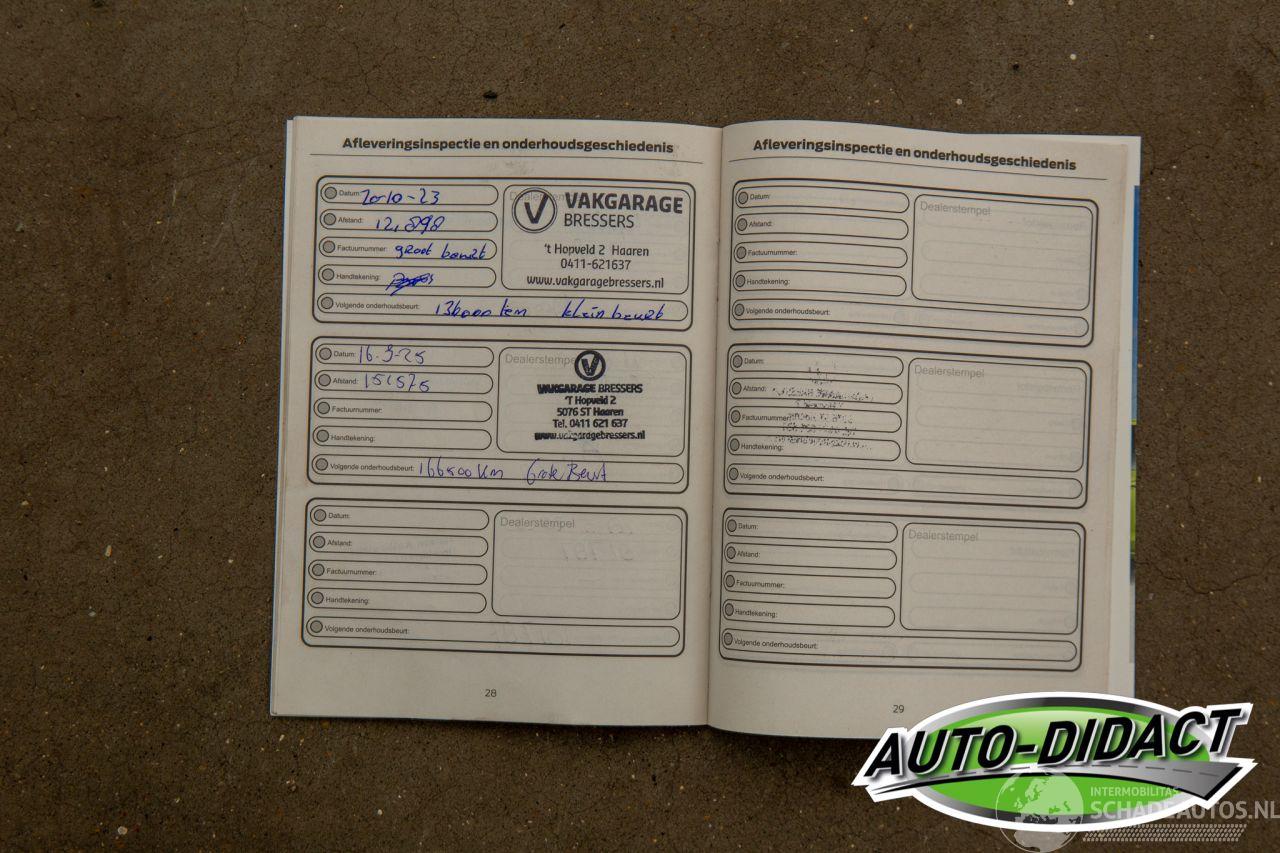 Afleveringsinspectie en onderhoudsgeschiedenis
Datum: 20-10-23
Afstand: 12,898
Factuurnummer: groot beurt
Handtekening:
Volgende onderhoudsbeurt: km klein beurt
Dealerstempel
VAKGARAGE
BRESSERS
't Hopveld 2 Haaren
0411-621637
www.vakgaragebressers.nl
Datum: 16-3-25
Afstand: 151575
Factuurnummer:
Handtekening:
Volgende onderhoudsbeurt: 166500 km Grote Beurt
Dealerstempel
VAKGARAGE BRESSERS
'T Hopveld 2
5076 ST Haaren
Tel. 0411 621 637
www.vakgaragebressers.nl
Datum:
Afstand:
Factuurnummer:
Handtekening:
Volgende onderhoudsbeurt:
Dealerstempel
28
Afleveringsinspectie en onderhoudsgeschiedenis
Datum:
Afstand:
Factuurnummer:
Handtekening:
Volgende onderhoudsbeurt:
Dealerstempel
Datum:
Afstand:
Factuurnummer:
Handtekening:
Volgende onderhoudsbeurt:
Dealerstempel
Datum:
Afstand:
Factuurnummer:
Handtekening:
Volgende onderhoudsbeurt:
Dealerstempel
29
AUTO-DIDACT
INTERMOBILITAS
SCHADEAUTOS.NL